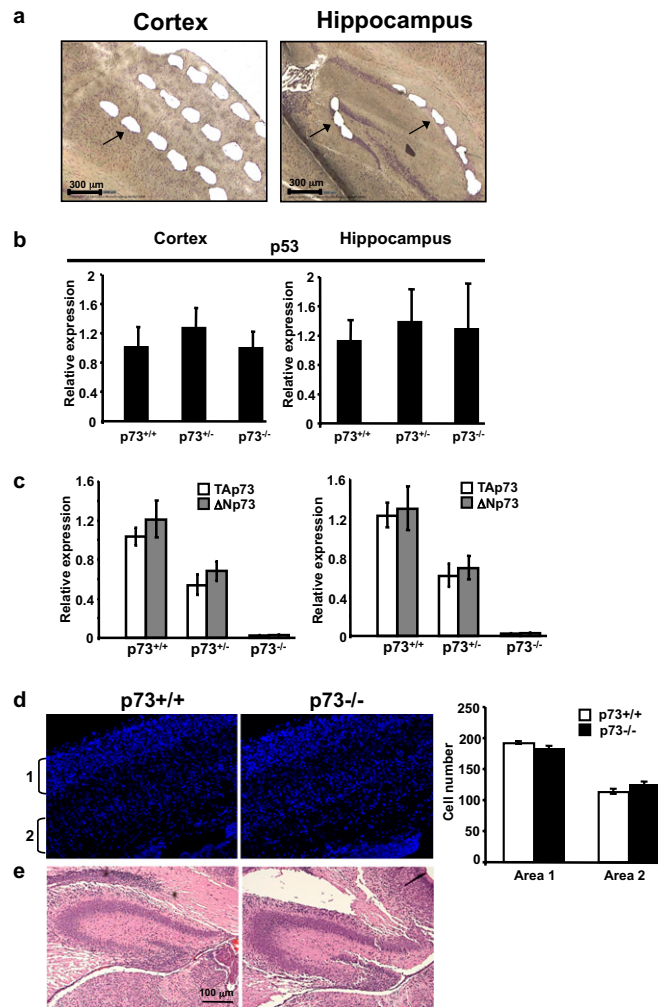 a
Cortex Hippocampus
300 µm 300 µm
b
Cortex p53 Hippocampus
Relative expression
2
1.6
1.2
0.8
0.4
0
p73+/+ p73+/- p73-/-
Relative expression
2
1.6
1.2
0.8
0.4
0
p73+/+ p73+/- p73-/-
c
Relative expression
1.6
1.2
0.8
0.4
0
TAp73
ΔNp73
p73+/+ p73+/- p73-/-
Relative expression
1.6
1.2
0.8
0.4
0
TAp73
ΔNp73
p73+/+ p73+/- p73-/-
d
p73+/+ p73-/-
1
2
Cell number
250
200
150
100
50
0
p73+/+
p73-/-
Area 1 Area 2
e
100 µm